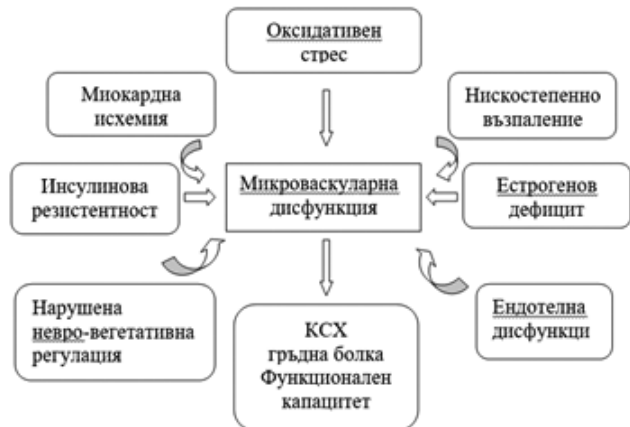 Оксидативен
стрес
Миокардна
исхемия
Нискостепенно
възпаление
Инсулинова
резистентност
Микроваскуларна
дисфункция
Естрогенов
дефицит
Нарушена
невро-вегетативна
регулация
КСХ
гръдна болка
Функционален
капацитет
Ендотелна
дисфункци